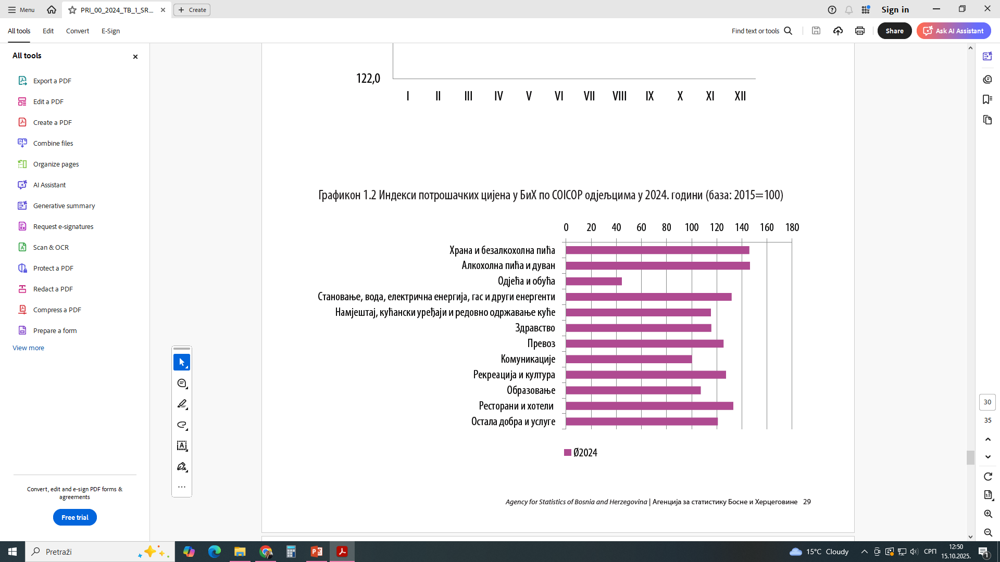 Menu
PRI_00_2024_TB_1_SR...
Create
Sign in
All tools
Edit
Convert
E-Sign
Find text or tools
Share
Ask AI Assistant
All tools
Export a PDF
Edit a PDF
Create a PDF
Combine files
Organize pages
AI Assistant
Generative summary
Request e-signatures
Scan & OCR
Protect a PDF
Redact a PDF
Compress a PDF
Prepare a form
View more
Convert, edit and e-sign PDF forms &
agreements
Free trial
122,0
I II III IV V VI VII VIII IX X XI XII
Графикон 1.2 Индекси потрошачких цијена у БиХ по COICOP одјељцима у 2024. години (база: 2015=100)
0 20 40 60 80 100 120 140 160 180
Храна и безалкохолна пића
Алкохолна пића и дуван
Одјећа и обућа
Становање, вода, електрична енергија, гас и други енергенти
Намјештај, кућански уређаји и редовно одржавање куће
Здравство
Превоз
Комуникације
Рекреација и култура
Образовање
Ресторани и хотели
Остала добра и услуге
Ø2024
Agency for Statistics of Bosnia and Herzegovina | Агенција за статистику Босне и Херцеговине 29
30
35
Pretraži
15°C Cloudy
СРП
12:50
15.10.2025.
1